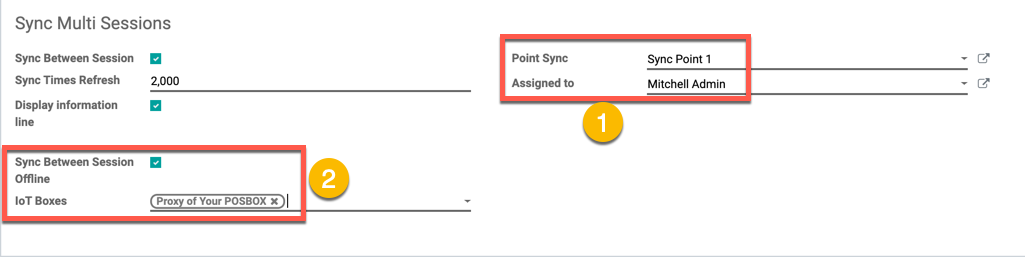 Sync Multi Sessions
Sync Between Session
Point Sync Sync Point 1
Sync Times Refresh 2,000
Assigned to Mitchell Admin
Display information
line
1
Sync Between Session
Offline
2
IoT Boxes Proxy of Your POSBOX ×